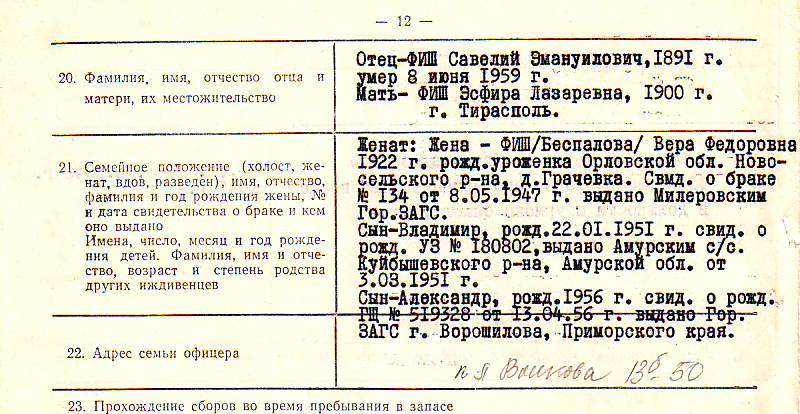 — 12 —
20. Фамилия, имя, отчество отца и
матери, их местожительство
Отец-ФИШ Савелий Эмануилович,1891 г.
умер 8 июня 1959 г.
Мать- ФИШ Эсфира Лазаревна, 1900 г.
г. Тирасполь.
21. Семейное положение (холост, же-
нат, вдов, разведён), имя, отчество,
фамилия и год рождения жены, №
и дата свидетельства о браке и кем
оно выдано
Имена, число, месяц и год рожде-
ния детей. Фамилия, имя и отче-
ство, возраст и степень родства
других иждивенцев
Женат: Жена - ФИШ/Беспалова/ Вера Федоровна
1922 г. рожд.уроженка Орловской обл. Ново-
сельского р-на, д.Грачевка. Свид. о браке
№ 134 от 8.05.1947 г. выдано Милеровским
Гор.ЗАГС.
Сын-Владимир, рожд.22.01.1951 г. свид. о
рожд. УЗ № 180802,выдано Амурским с/с.
Куйбышевского р-на, Амурской обл. от
3.03.1951 г.
Сын-Александр, рожд.1956 г. свид. о рожд.
ГЩ № 519328 от 13.04.56 г. выдано Гор.
ЗАГС г. Ворошилова, Приморского края.
22. Адрес семьи офицера
Воикова 13б 50
23. Прохождение сборов во время пребывания в запасе